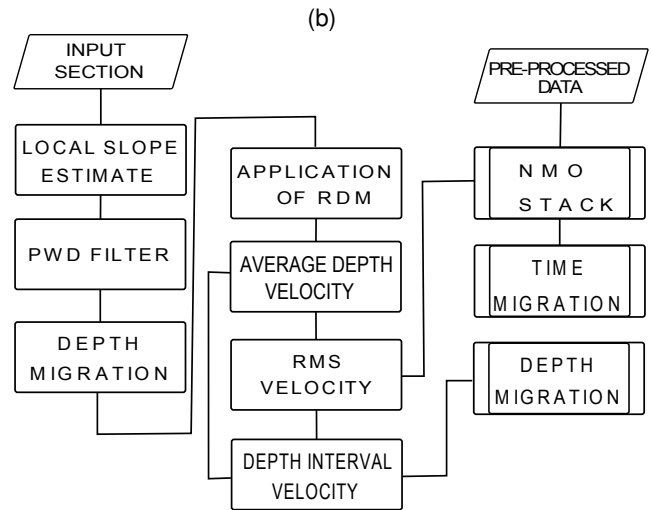 (b)
INPUT
SECTION
LOCAL SLOPE
ESTIMATE
PWD FILTER
DEPTH
MIGRATION
APPLICATION
OF RDM
AVERAGE DEPTH
VELOCITY
RMS
VELOCITY
DEPTH INTERVAL
VELOCITY
PRE-PROCESSED
DATA
NMO
STACK
TIME
MIGRATION
DEPTH
MIGRATION